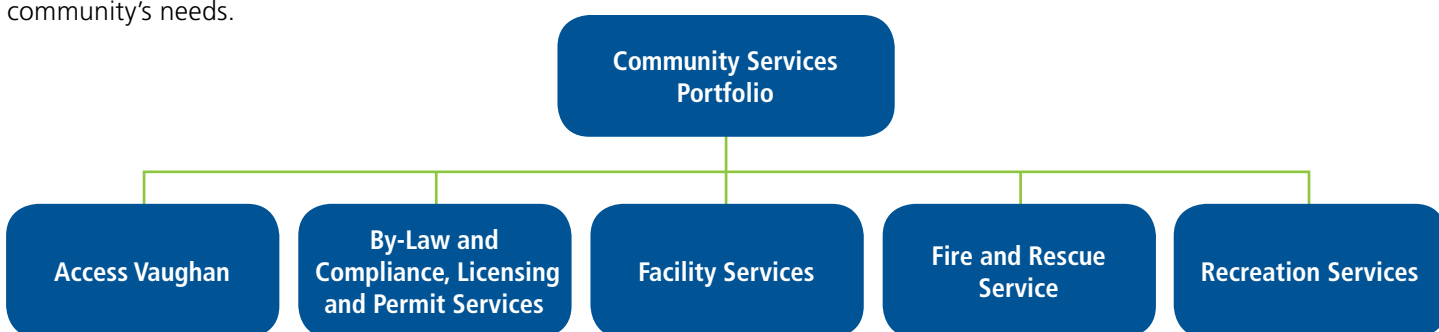 community’s needs.
Community Services
Portfolio
Access Vaughan
By-Law and
Compliance, Licensing
and Permit Services
Facility Services
Fire and Rescue
Service
Recreation Services